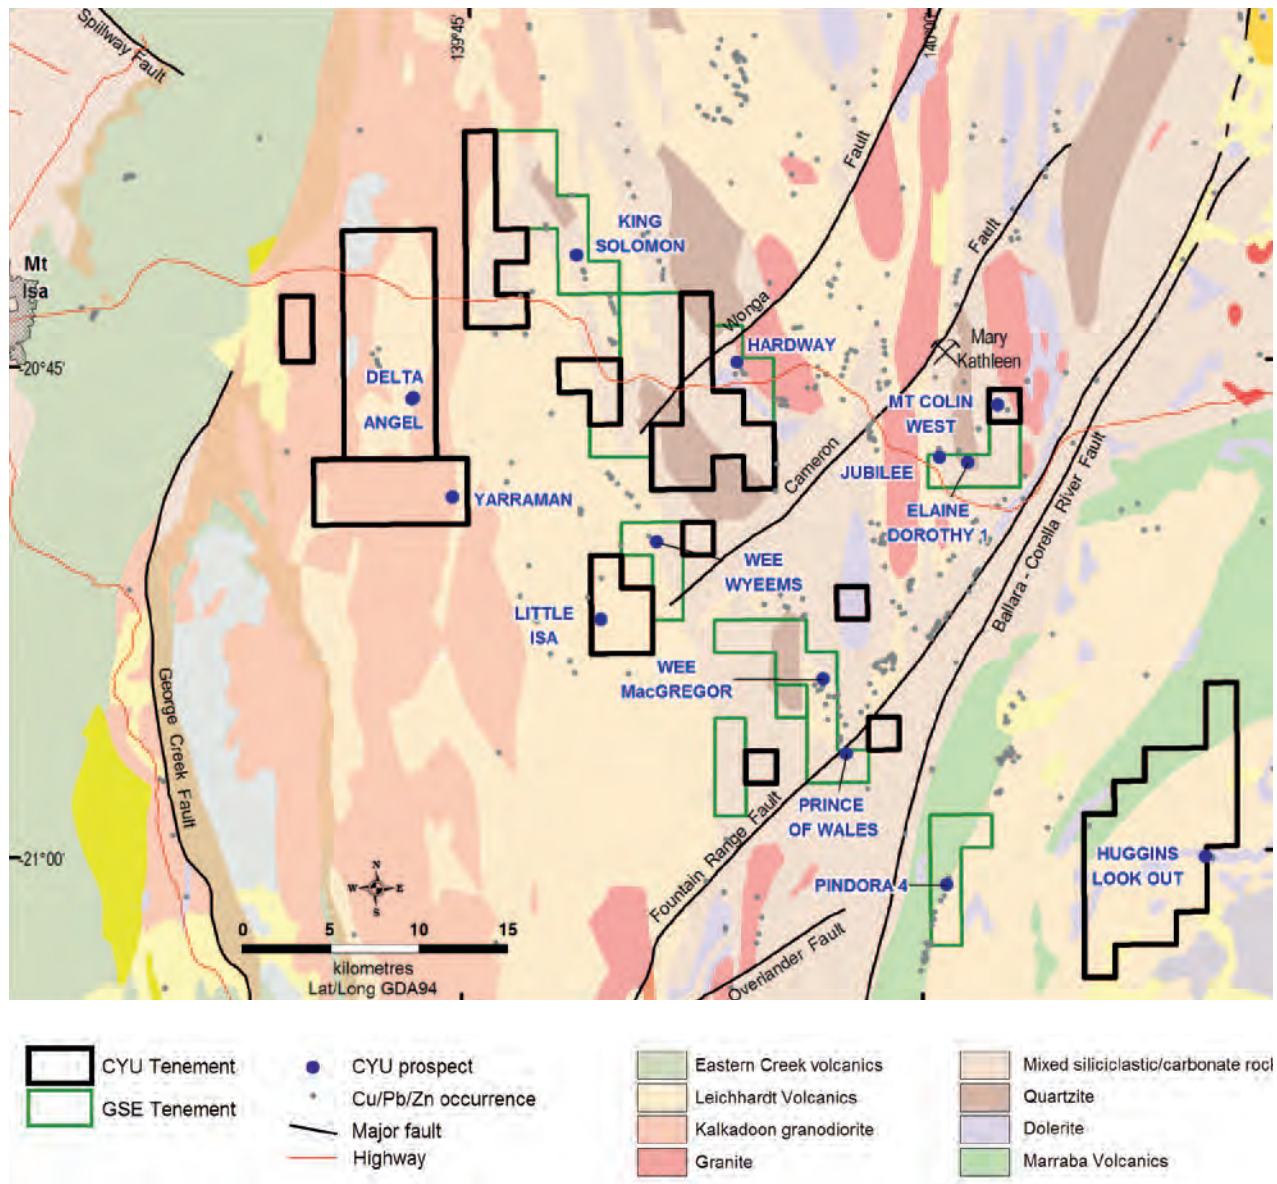 Spillway Fault
139°45'
140°00'
Fault
KING
SOLOMON
Fault
Mt
Isa
Wonga
HARDWAY
Mary
Kathleen
-20°45'
DELTA
ANGEL
MT COLIN
WEST
Cameron
JUBILEE
YARRAMAN
ELAINE
DOROTHY 1
Ballara - Corella River Fault
WEE
WYEEMS
LITTLE
ISA
WEE
MacGREGOR
George Creek Fault
PRINCE
OF WALES
Fountain Range Fault
-21°00'
HUGGINS
LOOK OUT
N
W E
S
PINDORA 4
0 5 10 15
kilometres
Lat/Long GDA94
Overlander Fault
CYU Tenement
GSE Tenement
CYU prospect
Cu/Pb/Zn occurrence
Major fault
Highway
Eastern Creek volcanics
Leichhardt Volcanics
Kalkadoon granodiorite
Granite
Mixed siliciclastic/carbonate rock
Quartzite
Dolerite
Marraba Volcanics